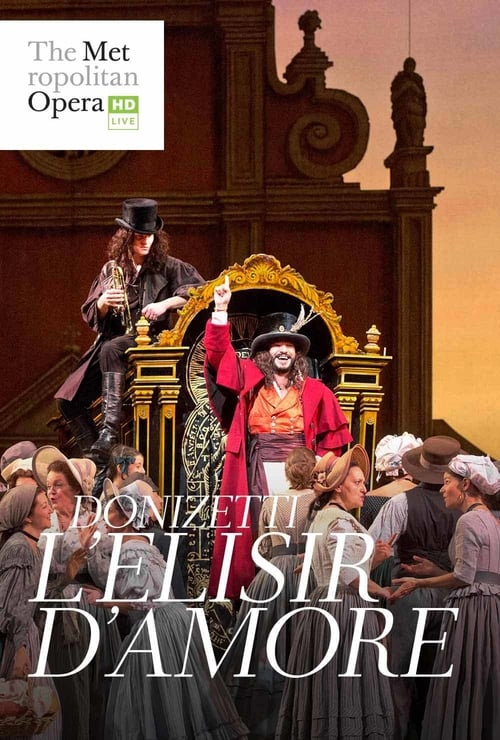 The Met
ropolitan
Opera HD
LIVE
DONIZETTI
L'ELISIR
D'AMORE